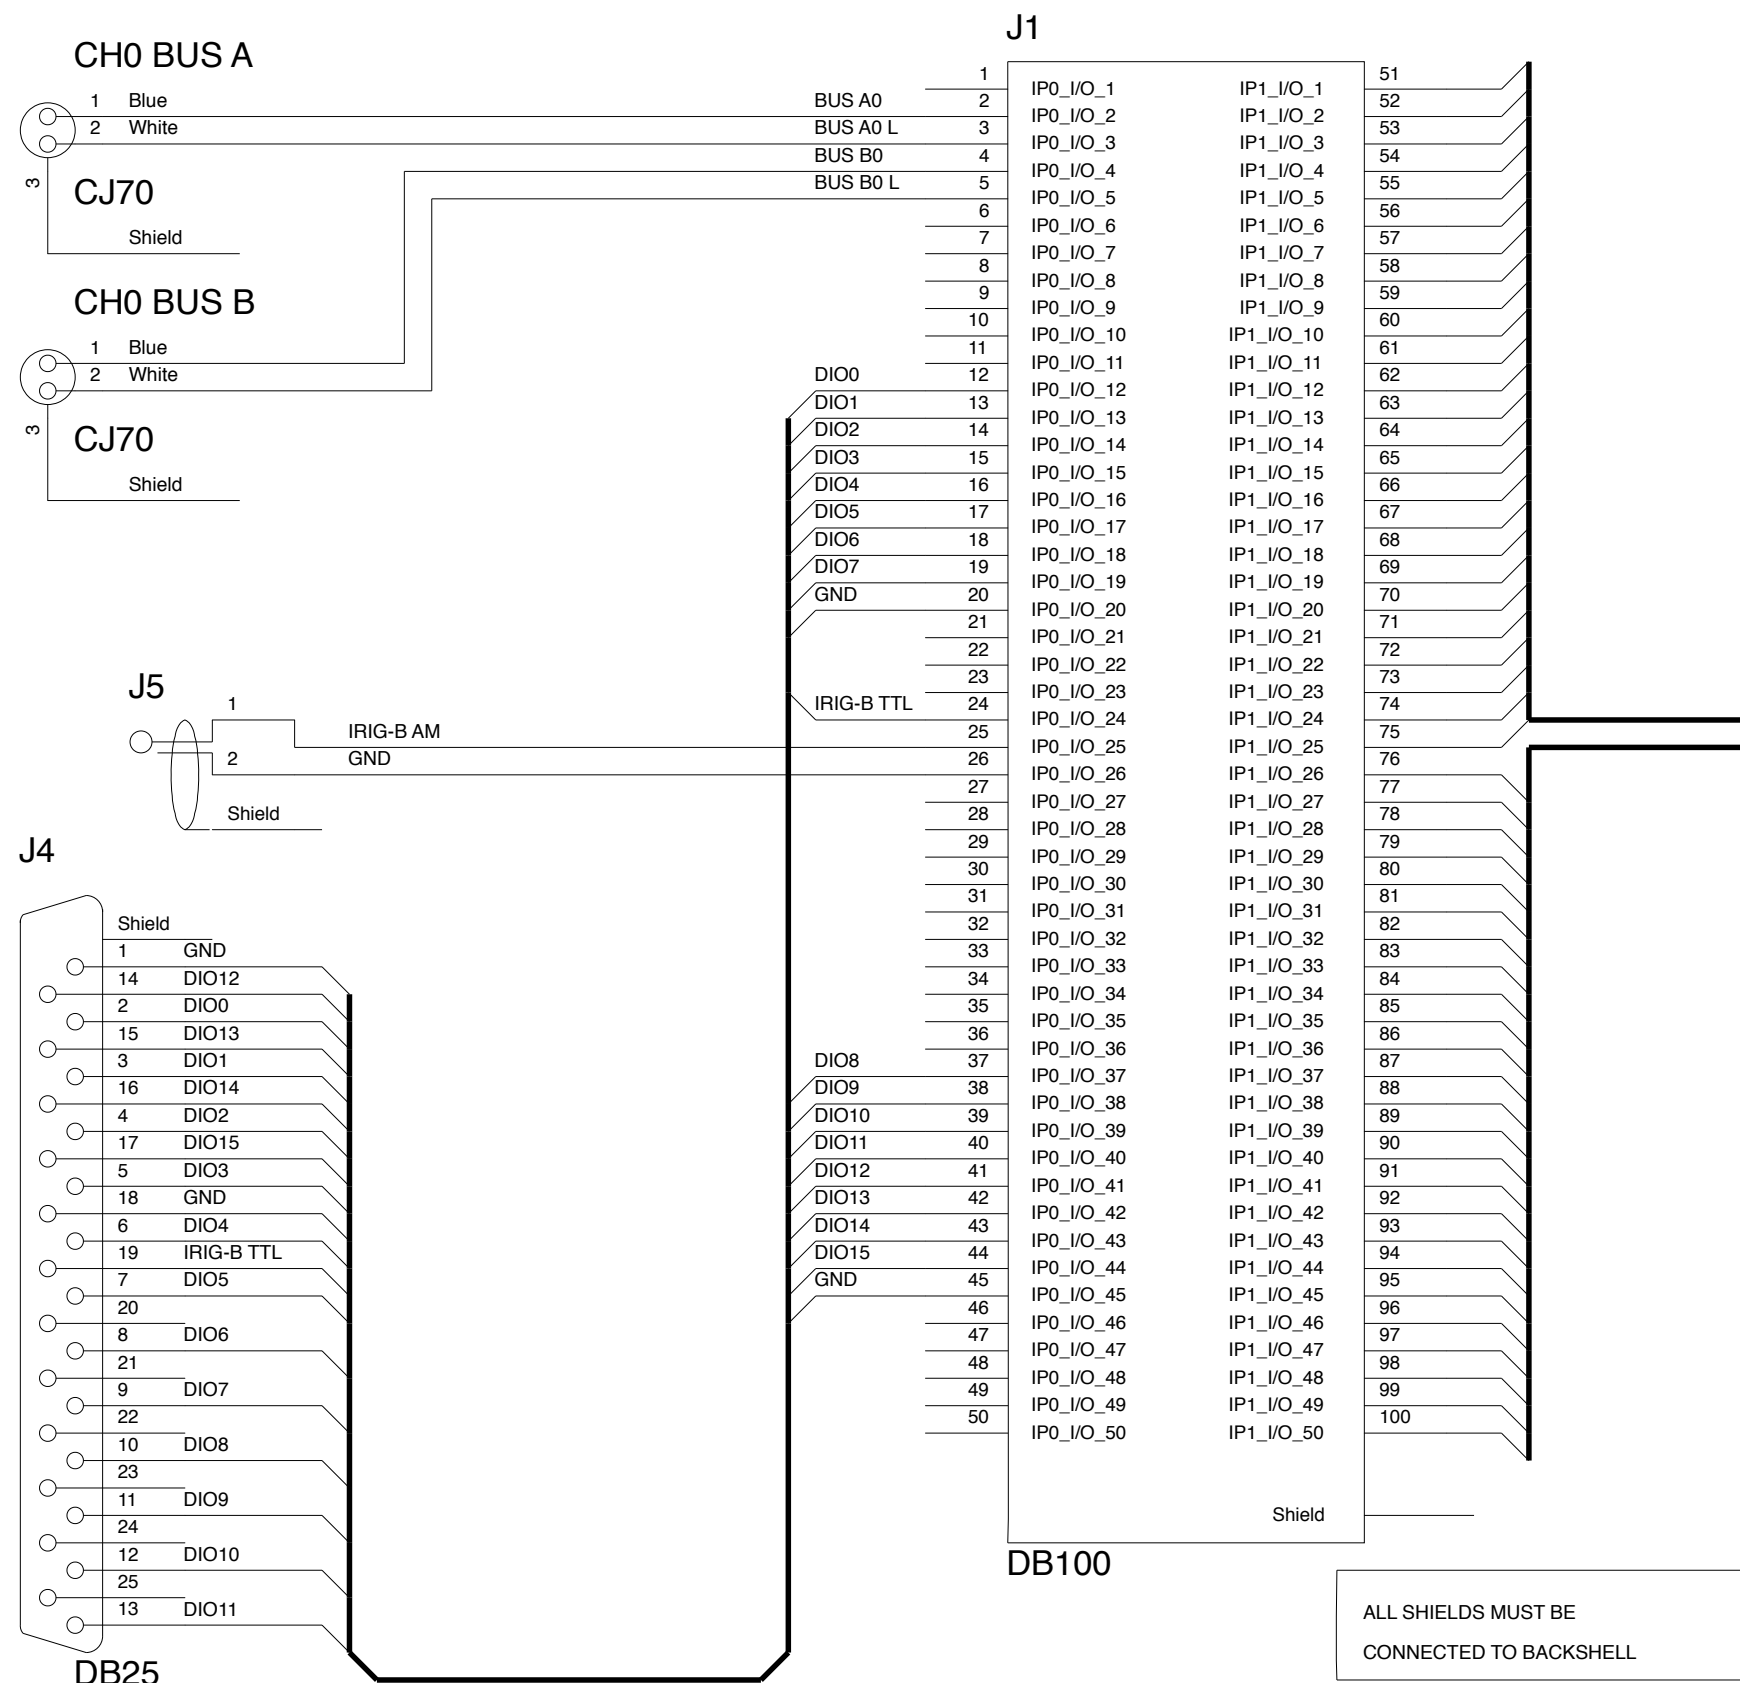 J1
CH0 BUS A
1 Blue
2 White
3
CJ70
Shield
CH0 BUS B
1 Blue
2 White
3
CJ70
Shield
J5
1
IRIG-B AM
2
GND
Shield
J4
Shield
1 GND
14 DIO12
2 DIO0
15 DIO13
3 DIO1
16 DIO14
4 DIO2
17 DIO15
5 DIO3
18 GND
6 DIO4
19 IRIG-B TTL
7 DIO5
20
8 DIO6
21
9 DIO7
22
10 DIO8
23
11 DIO9
24
12 DIO10
25
13 DIO11
DB25
1 IP0_I/O_1 IP1_I/O_1 51
BUS A0 2 IP0_I/O_2 IP1_I/O_2 52
BUS A0 L 3 IP0_I/O_3 IP1_I/O_3 53
BUS B0 4 IP0_I/O_4 IP1_I/O_4 54
BUS B0 L 5 IP0_I/O_5 IP1_I/O_5 55
6 IP0_I/O_6 IP1_I/O_6 56
7 IP0_I/O_7 IP1_I/O_7 57
8 IP0_I/O_8 IP1_I/O_8 58
9 IP0_I/O_9 IP1_I/O_9 59
10 IP0_I/O_10 IP1_I/O_10 60
11 IP0_I/O_11 IP1_I/O_11 61
DIO0 12 IP0_I/O_12 IP1_I/O_12 62
DIO1 13 IP0_I/O_13 IP1_I/O_13 63
DIO2 14 IP0_I/O_14 IP1_I/O_14 64
DIO3 15 IP0_I/O_15 IP1_I/O_15 65
DIO4 16 IP0_I/O_16 IP1_I/O_16 66
DIO5 17 IP0_I/O_17 IP1_I/O_17 67
DIO6 18 IP0_I/O_18 IP1_I/O_18 68
DIO7 19 IP0_I/O_19 IP1_I/O_19 69
GND 20 IP0_I/O_20 IP1_I/O_20 70
21 IP0_I/O_21 IP1_I/O_21 71
22 IP0_I/O_22 IP1_I/O_22 72
23 IP0_I/O_23 IP1_I/O_23 73
IRIG-B TTL 24 IP0_I/O_24 IP1_I/O_24 74
25 IP0_I/O_25 IP1_I/O_25 75
26 IP0_I/O_26 IP1_I/O_26 76
27 IP0_I/O_27 IP1_I/O_27 77
28 IP0_I/O_28 IP1_I/O_28 78
29 IP0_I/O_29 IP1_I/O_29 79
30 IP0_I/O_30 IP1_I/O_30 80
31 IP0_I/O_31 IP1_I/O_31 81
32 IP0_I/O_32 IP1_I/O_32 82
33 IP0_I/O_33 IP1_I/O_33 83
34 IP0_I/O_34 IP1_I/O_34 84
35 IP0_I/O_35 IP1_I/O_35 85
36 IP0_I/O_36 IP1_I/O_36 86
DIO8 37 IP0_I/O_37 IP1_I/O_37 87
DIO9 38 IP0_I/O_38 IP1_I/O_38 88
DIO10 39 IP0_I/O_39 IP1_I/O_39 89
DIO11 40 IP0_I/O_40 IP1_I/O_40 90
DIO12 41 IP0_I/O_41 IP1_I/O_41 91
DIO13 42 IP0_I/O_42 IP1_I/O_42 92
DIO14 43 IP0_I/O_43 IP1_I/O_43 93
DIO15 44 IP0_I/O_44 IP1_I/O_44 94
GND 45 IP0_I/O_45 IP1_I/O_45 95
46 IP0_I/O_46 IP1_I/O_46 96
47 IP0_I/O_47 IP1_I/O_47 97
48 IP0_I/O_48 IP1_I/O_48 98
49 IP0_I/O_49 IP1_I/O_49 99
50 IP0_I/O_50 IP1_I/O_50 100
Shield
DB100
ALL SHIELDS MUST BE
CONNECTED TO BACKSHELL